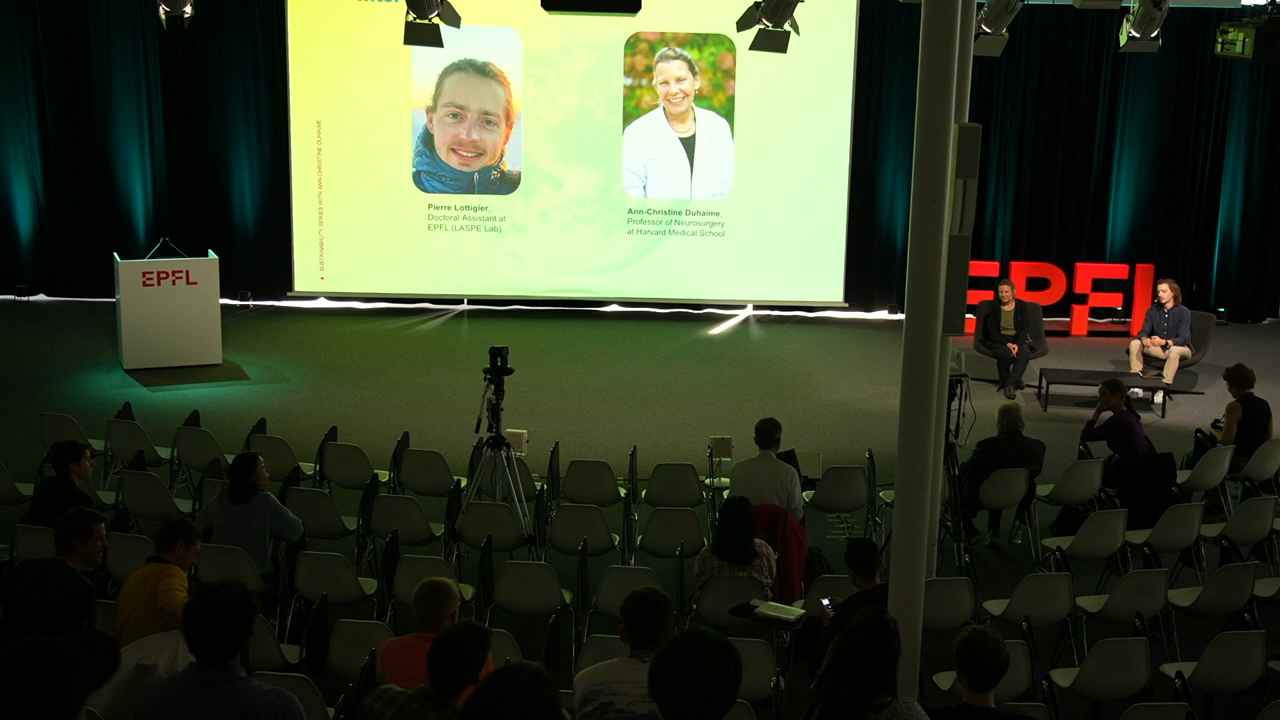 SUSTAINABILITY SERIES WITH ANN-CHRISTINE DUHAIME
Pierre Lottigier,
Doctoral Assistant at
EPFL (LASPE Lab)
Ann-Christine Duhaime,
Professor of Neurosurgery
at Harvard Medical School
EPFL
EPFL